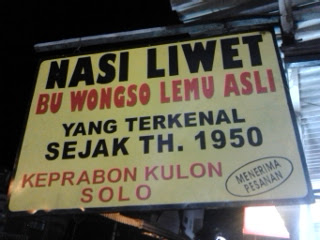 NASI LIWET
BU WONGSO LEMU ASLI
YANG TERKENAL
SEJAK TH. 1950
KEPRABON KULON
SOLO
MENERIMA
PESANAN